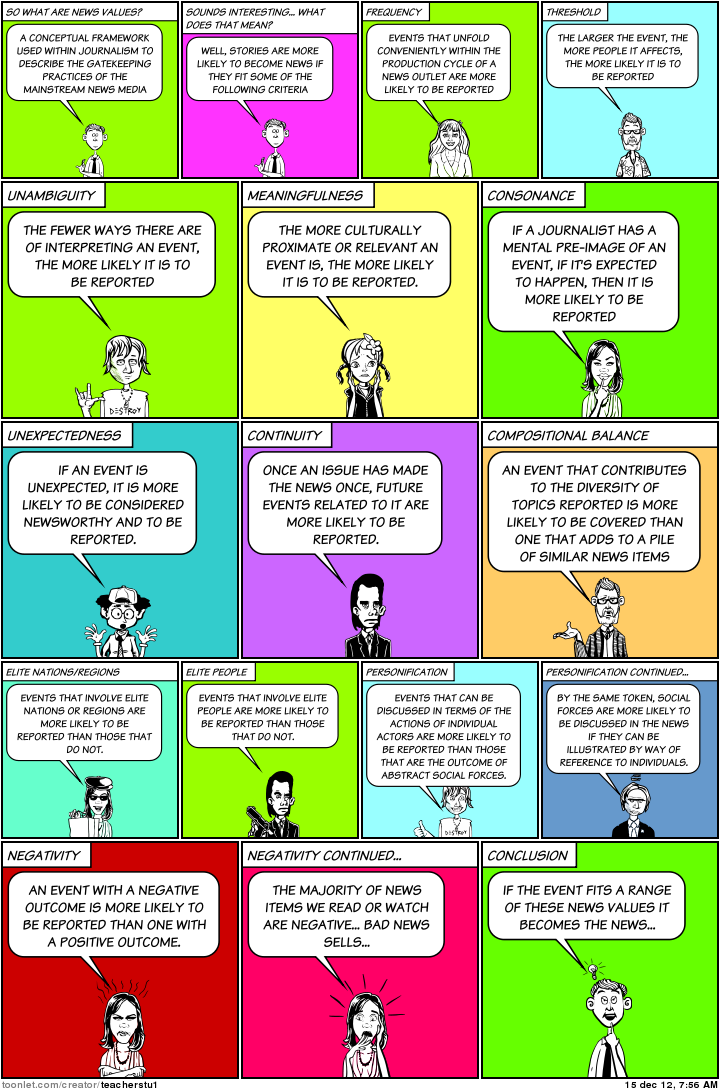 SO WHAT ARE NEWS VALUES?
A CONCEPTUAL FRAMEWORK
USED WITHIN JOURNALISM TO
DESCRIBE THE GATEKEEPING
PRACTICES OF THE
MAINSTREAM NEWS MEDIA
SOUNDS INTERESTING... WHAT
DOES THAT MEAN?
WELL, STORIES ARE MORE
LIKELY TO BECOME NEWS IF
THEY FIT SOME OF THE
FOLLOWING CRITERIA
FREQUENCY
EVENTS THAT UNFOLD
CONVENIENTLY WITHIN THE
PRODUCTION CYCLE OF A
NEWS OUTLET ARE MORE
LIKELY TO BE REPORTED
THRESHOLD
THE LARGER THE EVENT, THE
MORE PEOPLE IT AFFECTS,
THE MORE LIKELY IT IS TO
BE REPORTED
UNAMBIGUITY
THE FEWER WAYS THERE ARE
OF INTERPRETING AN EVENT,
THE MORE LIKELY IT IS TO
BE REPORTED
DESTROY
MEANINGFULNESS
THE MORE CULTURALLY
PROXIMATE OR RELEVANT AN
EVENT IS, THE MORE LIKELY
IT IS TO BE REPORTED.
CONSONANCE
IF A JOURNALIST HAS A
MENTAL PRE-IMAGE OF AN
EVENT, IF IT'S EXPECTED
TO HAPPEN, THEN IT IS
MORE LIKELY TO BE
REPORTED
UNEXPECTEDNESS
IF AN EVENT IS
UNEXPECTED, IT IS MORE
LIKELY TO BE CONSIDERED
NEWSWORTHY AND TO BE
REPORTED.
CONTINUITY
ONCE AN ISSUE HAS MADE
THE NEWS ONCE, FUTURE
EVENTS RELATED TO IT ARE
MORE LIKELY TO BE
REPORTED.
COMPOSITIONAL BALANCE
AN EVENT THAT CONTRIBUTES
TO THE DIVERSITY OF
TOPICS REPORTED IS MORE
LIKELY TO BE COVERED THAN
ONE THAT ADDS TO A PILE
OF SIMILAR NEWS ITEMS
ELITE NATIONS/REGIONS
EVENTS THAT INVOLVE ELITE
NATIONS OR REGIONS ARE
MORE LIKELY TO BE
REPORTED THAN THOSE THAT
DO NOT.
ELITE PEOPLE
EVENTS THAT INVOLVE ELITE
PEOPLE ARE MORE LIKELY TO
BE REPORTED THAN THOSE
THAT DO NOT.
PERSONIFICATION
EVENTS THAT CAN BE
DISCUSSED IN TERMS OF THE
ACTIONS OF INDIVIDUAL
ACTORS ARE MORE LIKELY TO
BE REPORTED THAN THOSE
THAT ARE THE OUTCOME OF
ABSTRACT SOCIAL FORCES.
DESTROY
PERSONIFICATION CONTINUED...
BY THE SAME TOKEN, SOCIAL
FORCES ARE MORE LIKELY TO
BE DISCUSSED IN THE NEWS
IF THEY CAN BE
ILLUSTRATED BY WAY OF
REFERENCE TO INDIVIDUALS.
NEGATIVITY
AN EVENT WITH A NEGATIVE
OUTCOME IS MORE LIKELY TO
BE REPORTED THAN ONE WITH
A POSITIVE OUTCOME.
NEGATIVITY CONTINUED...
THE MAJORITY OF NEWS
ITEMS WE READ OR WATCH
ARE NEGATIVE... BAD NEWS
SELLS...
CONCLUSION
IF THE EVENT FITS A RANGE
OF THESE NEWS VALUES IT
BECOMES THE NEWS...
toonlet.com/creator/teacherstu1
15 dec 12, 7:56 AM